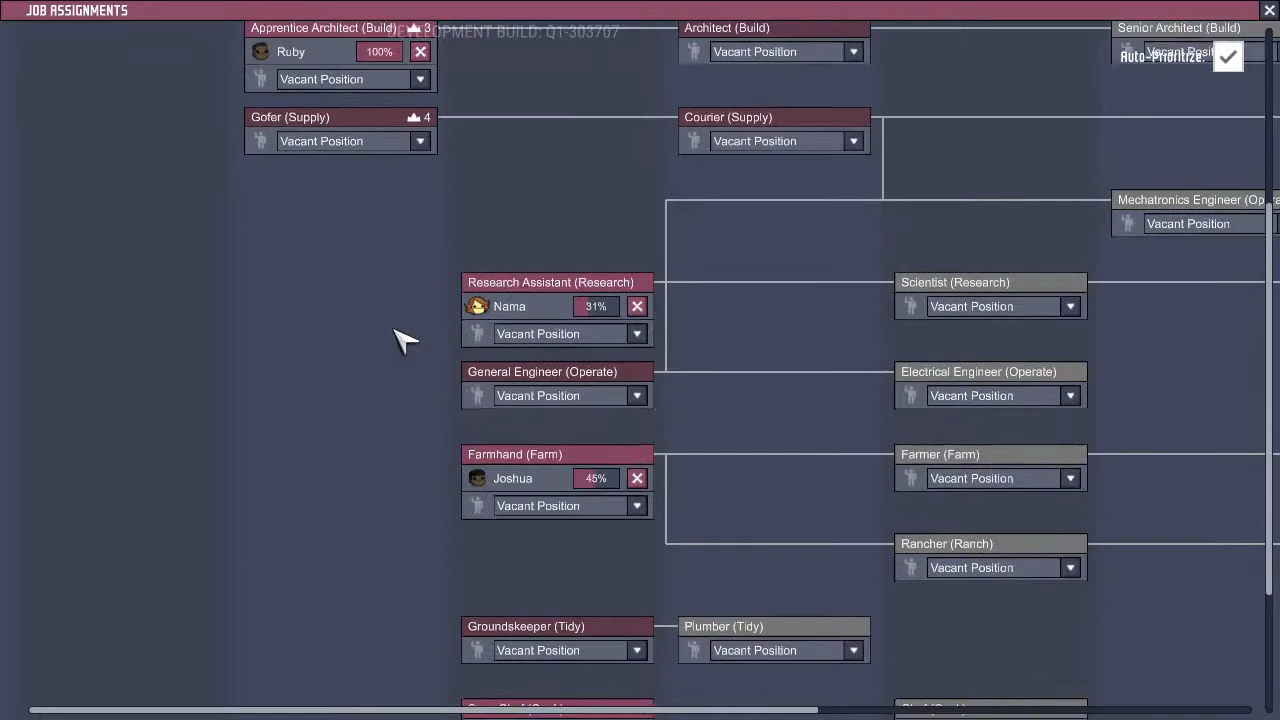 JOB ASSIGNMENTS
DEVELOPMENT BUILD: Q1-303707
Apprentice Architect (Build) 3
Architect (Build)
Senior Architect (Build)
Ruby 100%
Vacant Position
Auto-Prioritize:
Vacant Position
Gofer (Supply) 4
Courier (Supply)
Vacant Position
Vacant Position
Mechatronics Engineer
Vacant Position
Research Assistant (Research)
Scientist (Research)
Nama 31%
Vacant Position
Vacant Position
General Engineer (Operate)
Electrical Engineer (Operate)
Vacant Position
Vacant Position
Farmhand (Farm)
Farmer (Farm)
Joshua 45%
Vacant Position
Vacant Position
Rancher (Ranch)
Vacant Position
Groundskeeper (Tidy)
Plumber (Tidy)
Vacant Position
Vacant Position